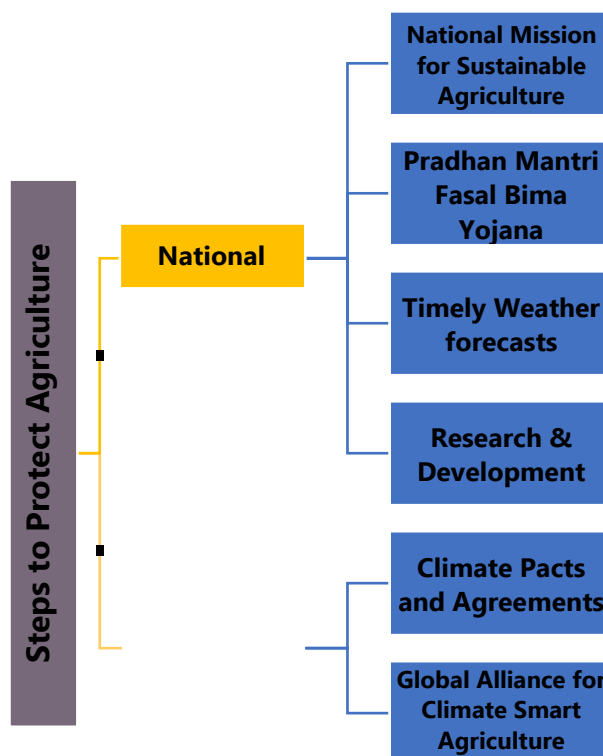 Steps to Protect Agriculture
National
National Mission
for Sustainable
Agriculture
Pradhan Mantri
Fasal Bima
Yojana
Timely Weather
forecasts
Research &
Development
Climate Pacts
and Agreements
Global Alliance for
Climate Smart
Agriculture